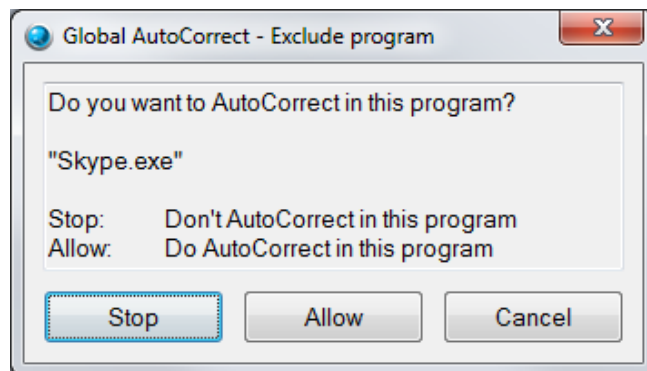 Global AutoCorrect - Exclude program
Do you want to AutoCorrect in this program?
"Skype.exe"
Stop: Don't AutoCorrect in this program
Allow: Do AutoCorrect in this program
Stop Allow Cancel